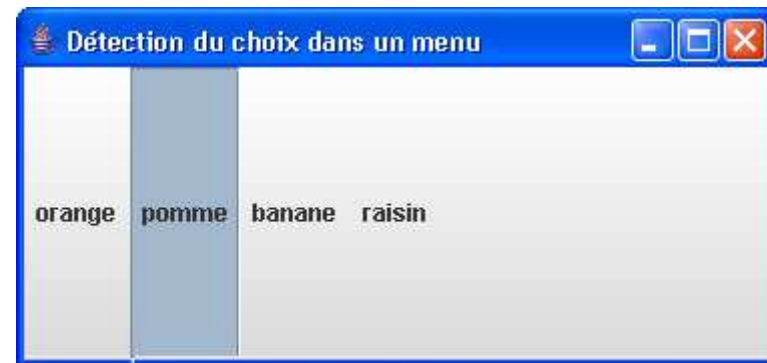 Détection du choix dans un menu
orange pomme banane raisin